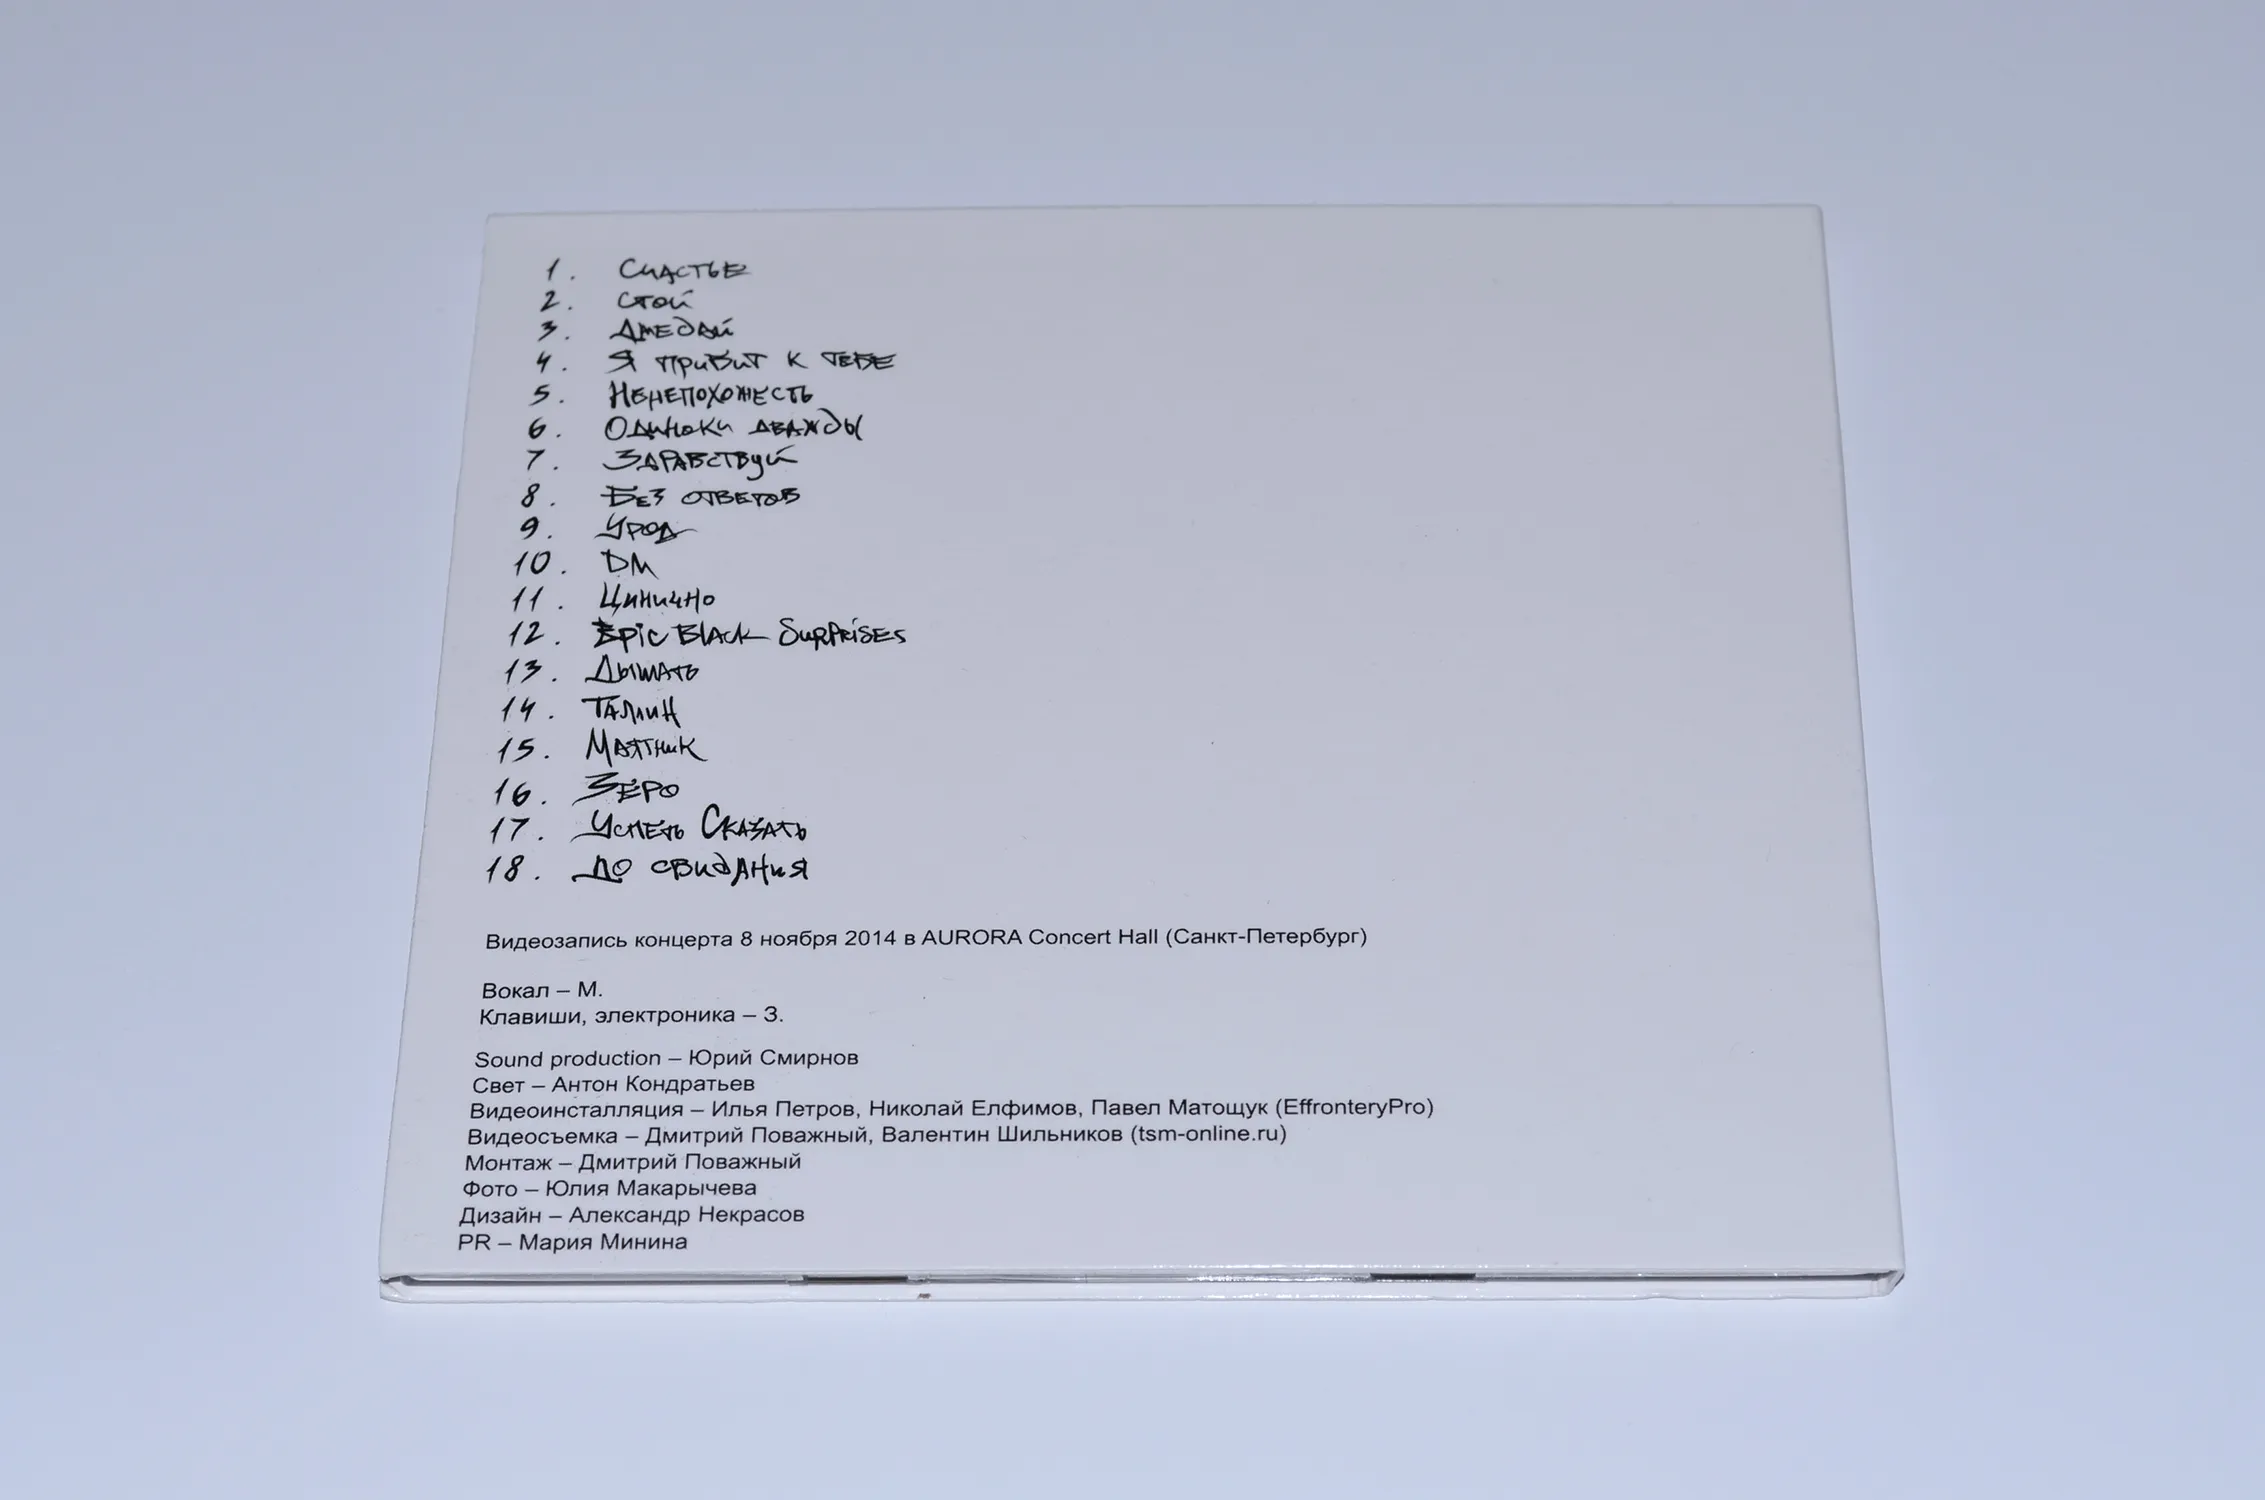 1. Счастье
2. Стой
3. Джедай
4. Я привит к тебе
5. Ненепохожесть
6. Одиноки дважды
7. Здравствуй
8. Без ответов
9. Урод
10. DM
11. Цинично
12. Epic Black Surprises
13. Дышать
14. Таллин
15. Маятник
16. Зеро
17. Успеть Сказать
18. До свидания
Видеозапись концерта 8 ноября 2014 в AURORA Concert Hall (Санкт-Петербург)
Вокал – М.
Клавиши, электроника – З.
Sound production – Юрий Смирнов
Свет – Антон Кондратьев
Видеоинсталляция – Илья Петров, Николай Елфимов, Павел Матощук (EffronteryPro)
Видеосъемка – Дмитрий Поважный, Валентин Шильников (tsm-online.ru)
Монтаж – Дмитрий Поважный
Фото – Юлия Макарычева
Дизайн – Александр Некрасов
PR – Мария Минина